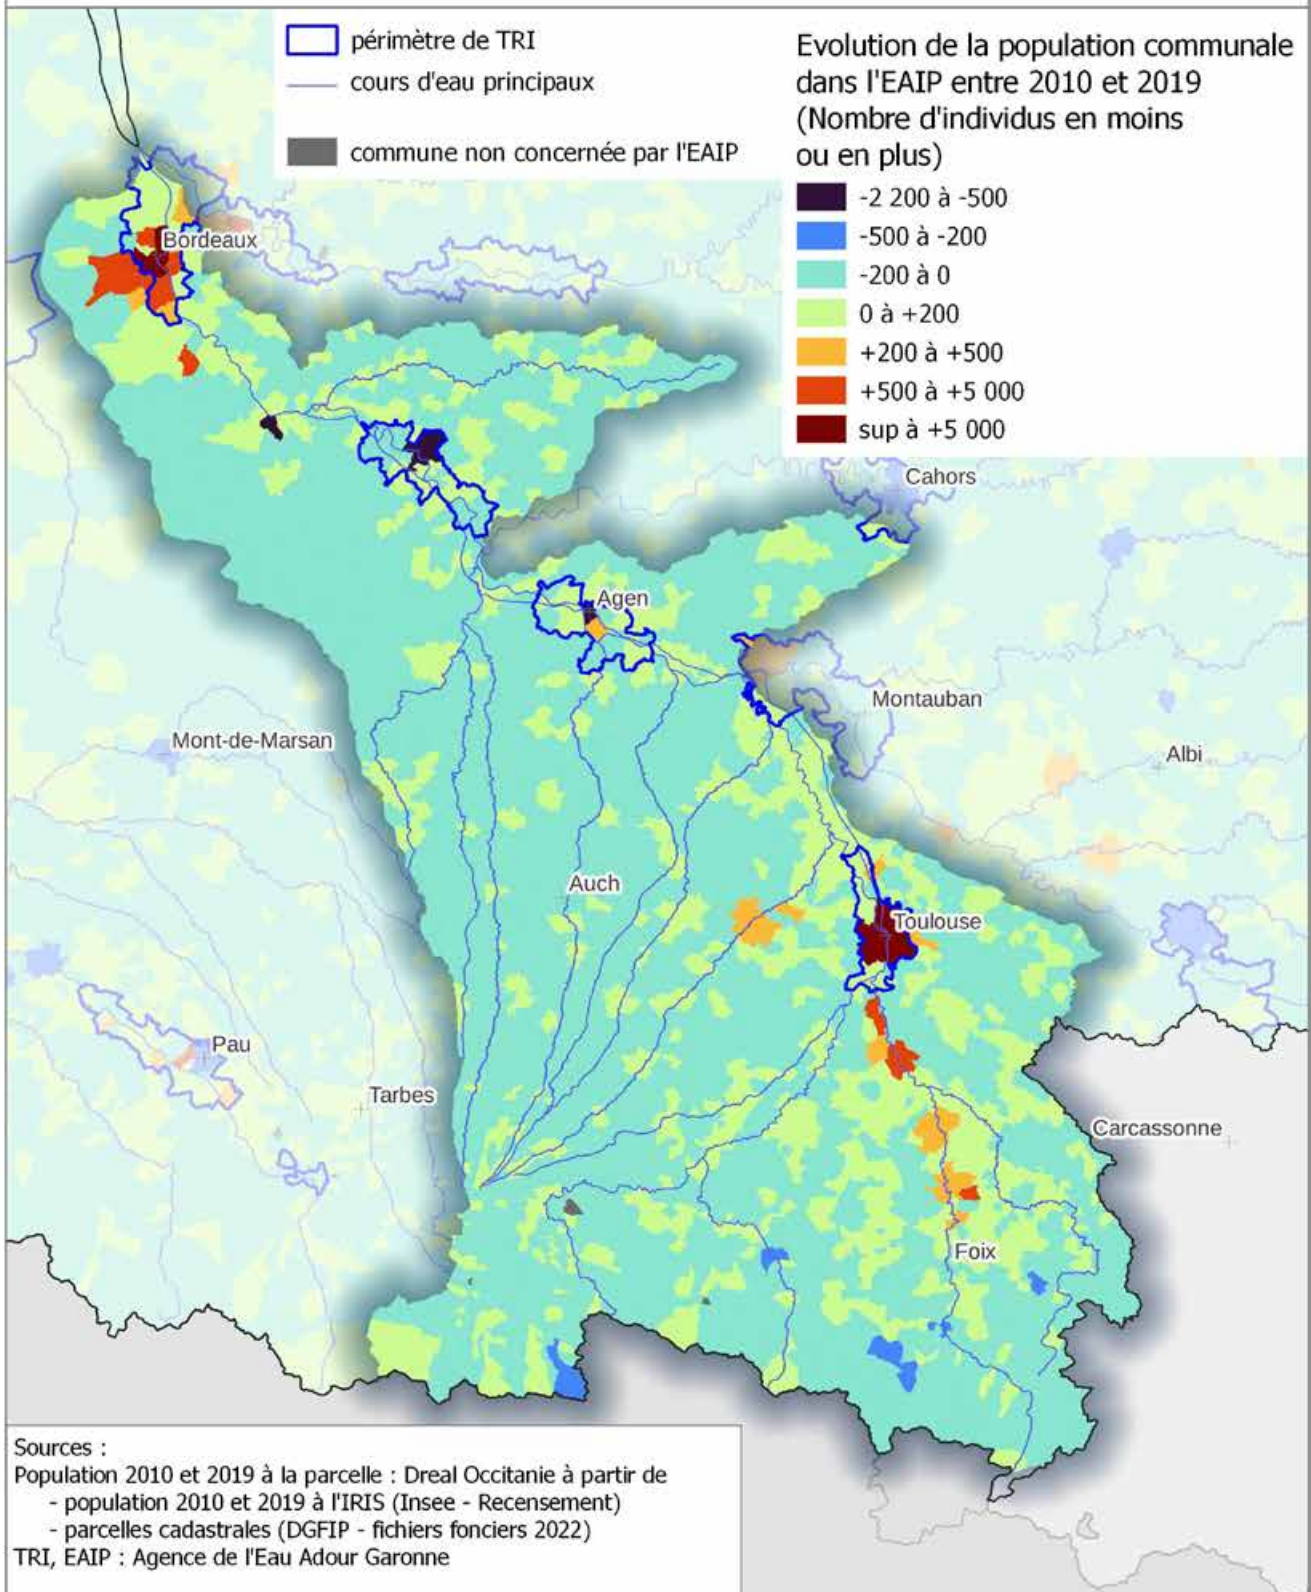 périmètre de TRI
cours d'eau principaux
commune non concernée par l'EAIP
Evolution de la population communale
dans l'EAIP entre 2010 et 2019
(Nombre d'individus en moins
ou en plus)
-2 200 à -500
-500 à -200
-200 à 0
0 à +200
+200 à +500
+500 à +5 000
sup à +5 000
Bordeaux
Cahors
Agen
Montauban
Mont-de-Marsan
Albi
Auch
Toulouse
Pau
Tarbes
Carcassonne
Foix
Sources :
Population 2010 et 2019 à la parcelle : Dreal Occitanie à partir de
- population 2010 et 2019 à l'IRIS (Insee - Recensement)
- parcelles cadastrales (DGFIP - fichiers fonciers 2022)
TRI, EAIP : Agence de l'Eau Adour Garonne